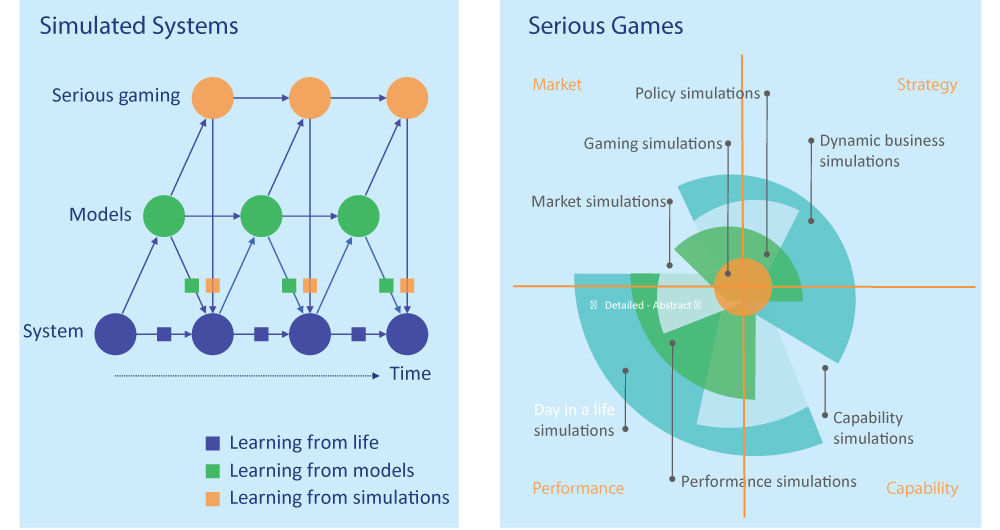 Simulated Systems
Serious gaming
Models
System
Time
Learning from life
Learning from models
Learning from simulations
Serious Games
Market
Strategy
Policy simulations
Gaming simulations
Dynamic business
simulations
Market simulations
Detailed - Abstract
Day in a life
simulations
Capability
simulations
Performance simulations
Performance
Capability